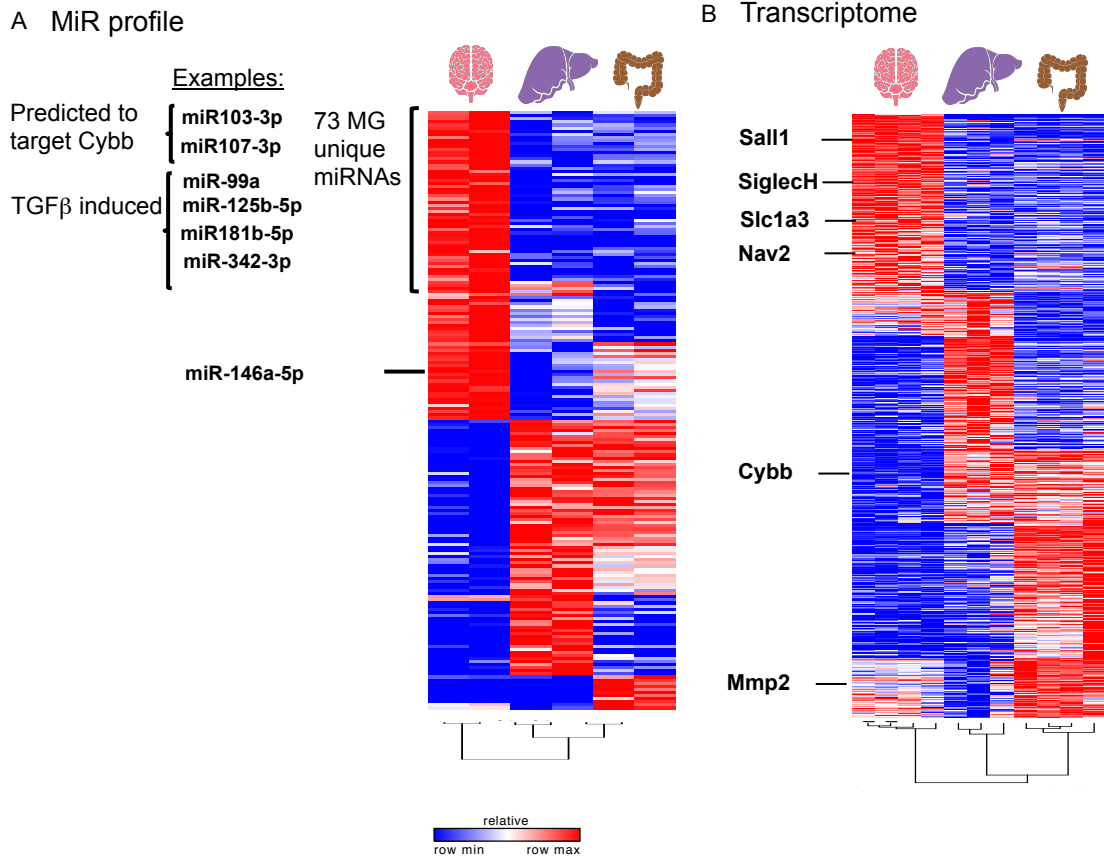 A MiR profile
Examples:
Predicted to
target Cybb
miR103-3p
miR107-3p
TGFβ induced
miR-99a
miR-125b-5p
miR181b-5p
miR-342-3p
73 MG
unique
miRNAs
miR-146a-5p
relative
row min row max
B Transcriptome
Sall1
SiglecH
Slc1a3
Nav2
Cybb
Mmp2